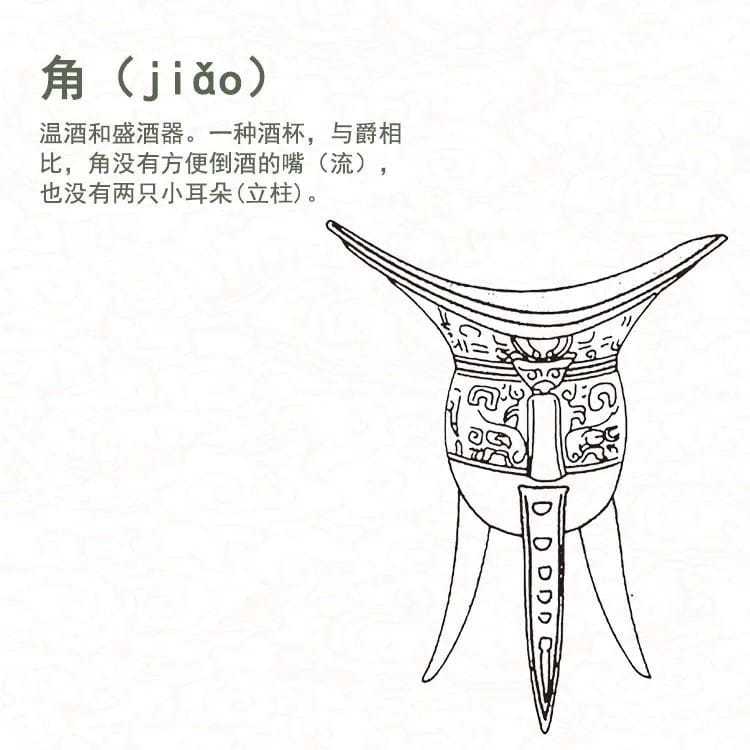 角（jiǎo）
温酒和盛酒器。一种酒杯，与爵相
比，角没有方便倒酒的嘴（流），
也没有两只小耳朵(立柱)。